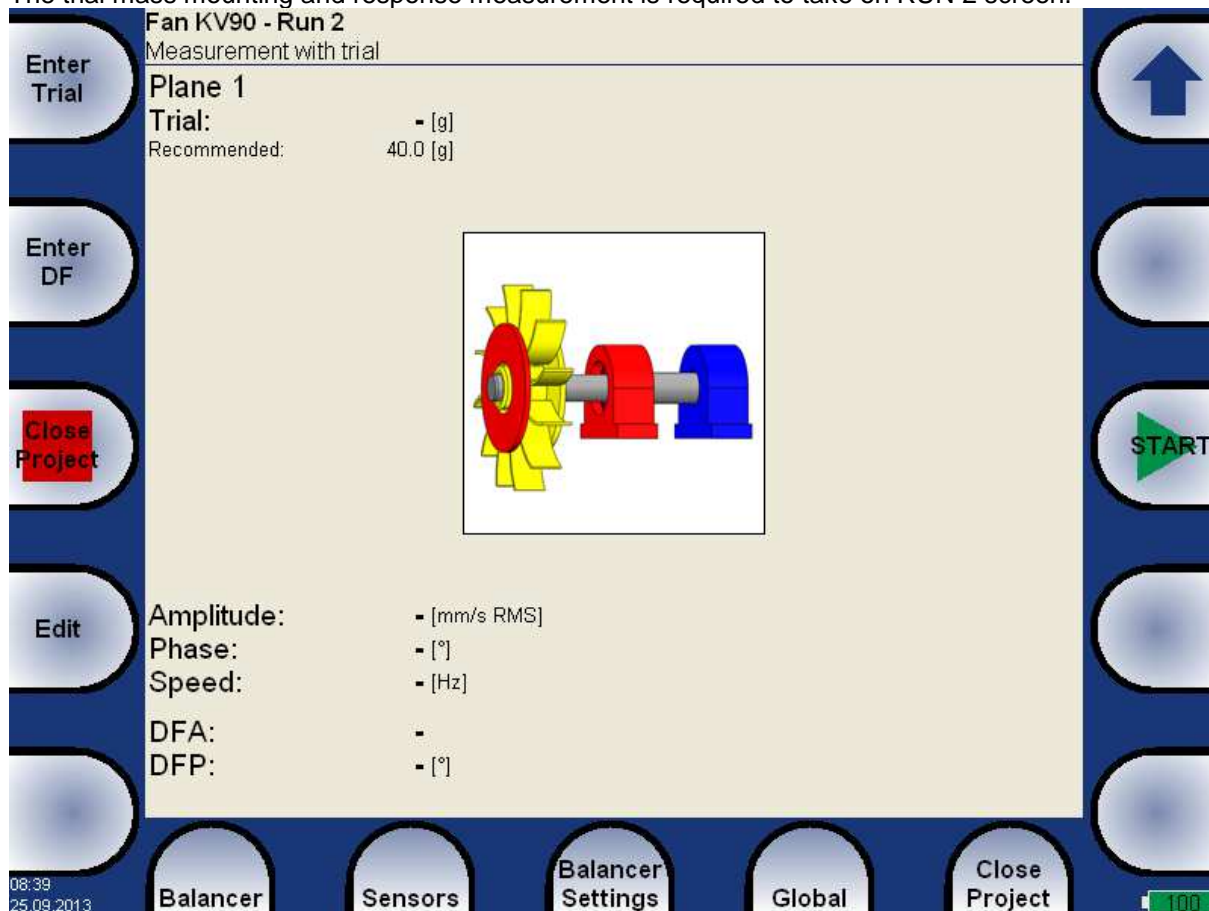 The trial mass mounting and response measurement is required to take on RUN 2 screen.
Fan KV90 - Run 2
Measurement with trial
Enter
Trial
Plane 1
Trial: - [g]
Recommended: 40.0 [g]
Enter
DF
Close
Project
START
Edit
Amplitude: - [mm/s RMS]
Phase: - [°]
Speed: - [Hz]
DFA: -
DFP: - [°]
08:39
25.09.2013
Balancer
Sensors
Balancer
Settings
Global
Close
Project
100